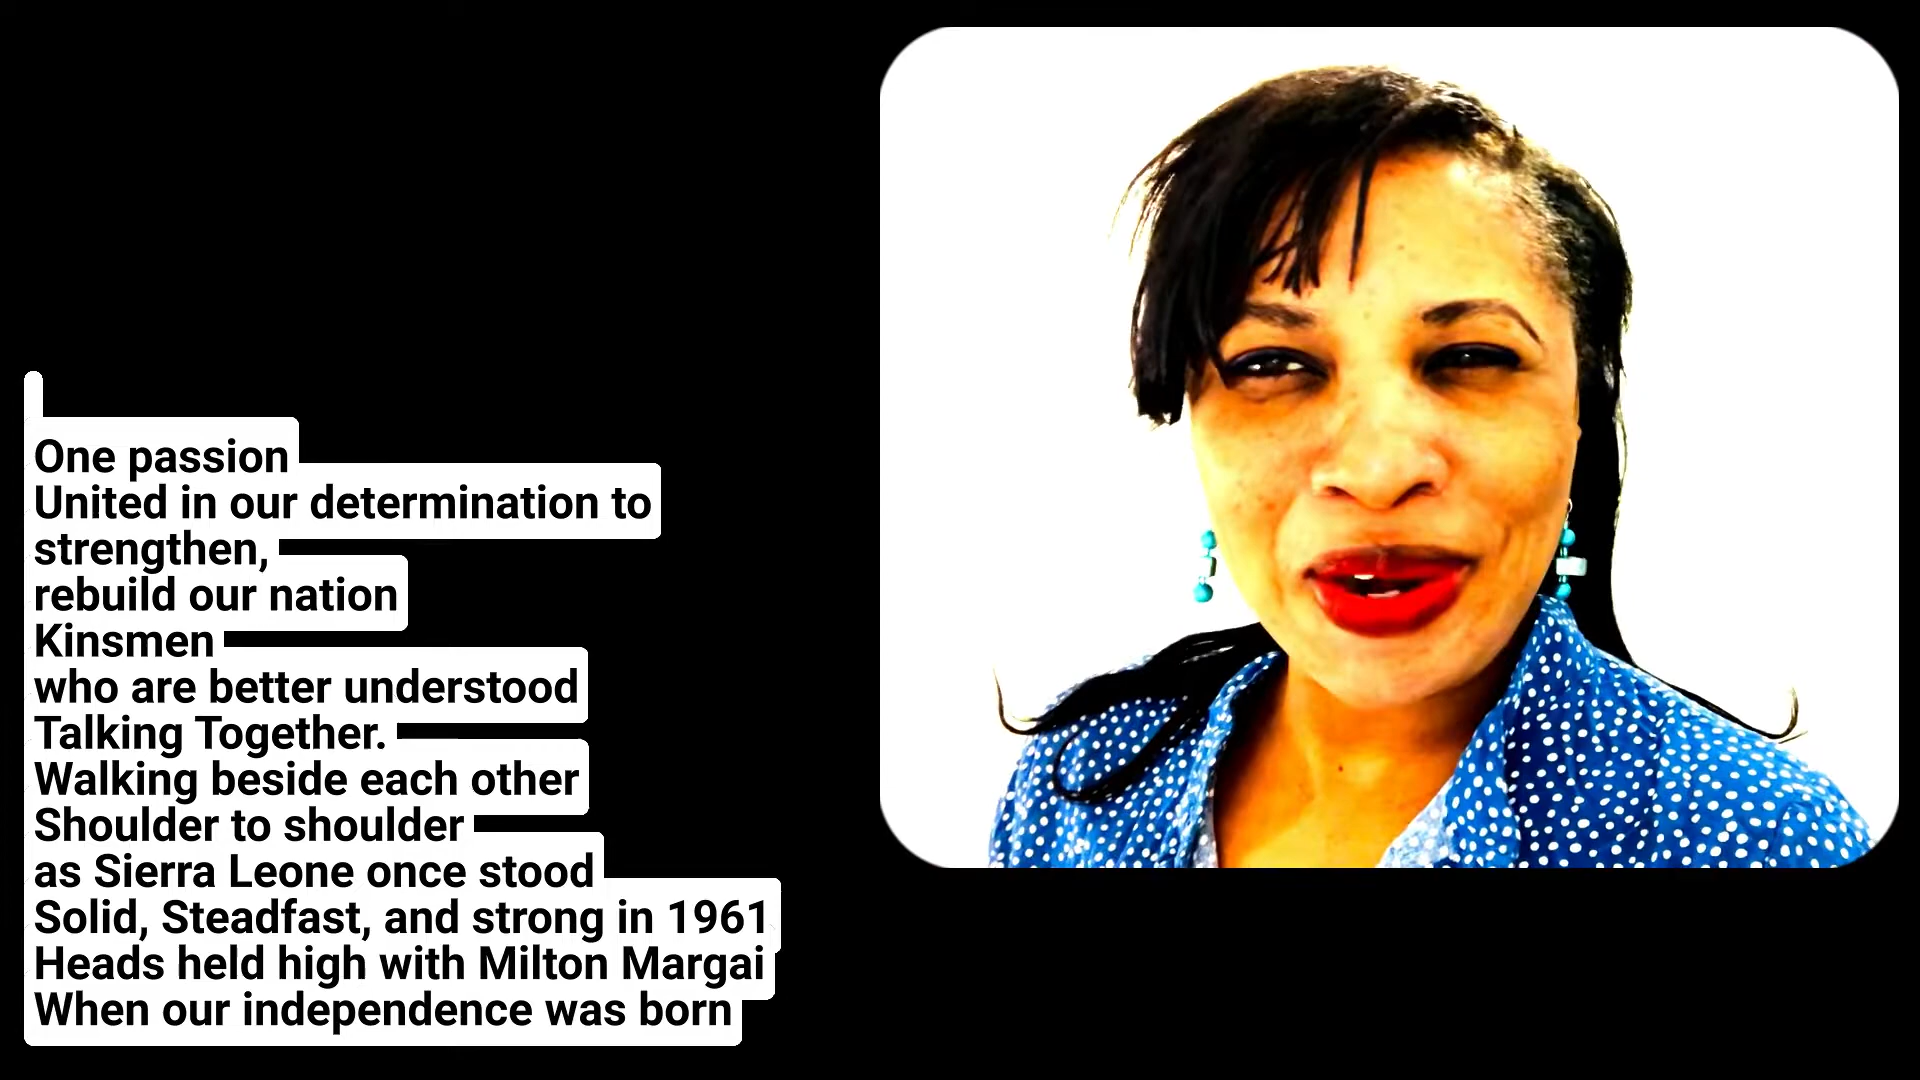 One passion
United in our determination to
strengthen,
rebuild our nation
Kinsmen
who are better understood
Talking Together.
Walking beside each other
Shoulder to shoulder
as Sierra Leone once stood
Solid, Steadfast, and strong in 1961
Heads held high with Milton Margai
When our independence was born